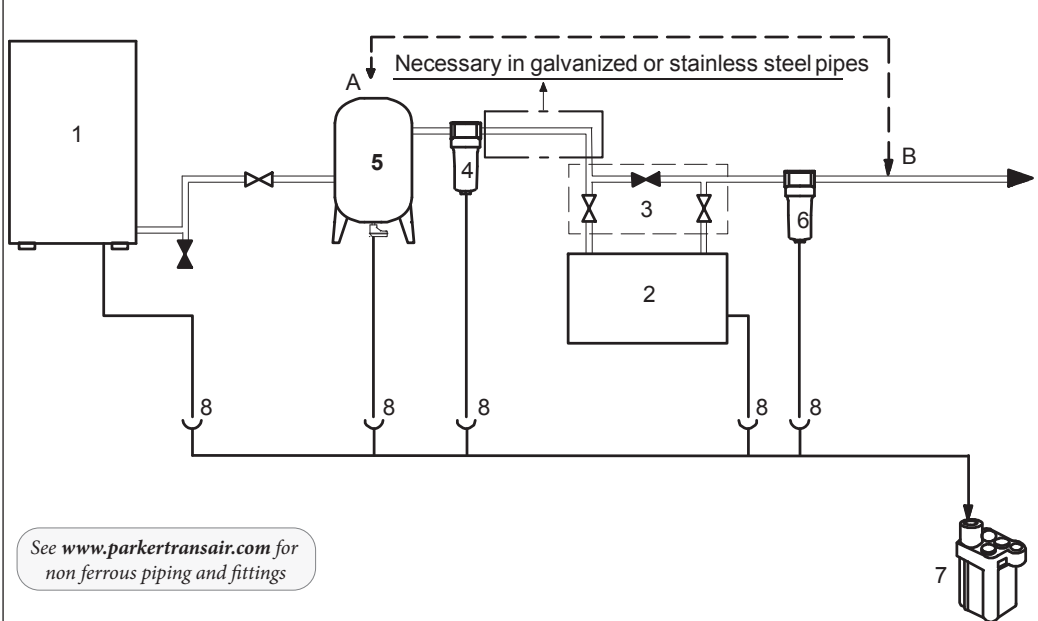 Necessary in galvanized or stainless steel pipes
A
1
5
4
B
3
6
2
8
8
8
8
8
See www.parkertransair.com for
non ferrous piping and fittings
7